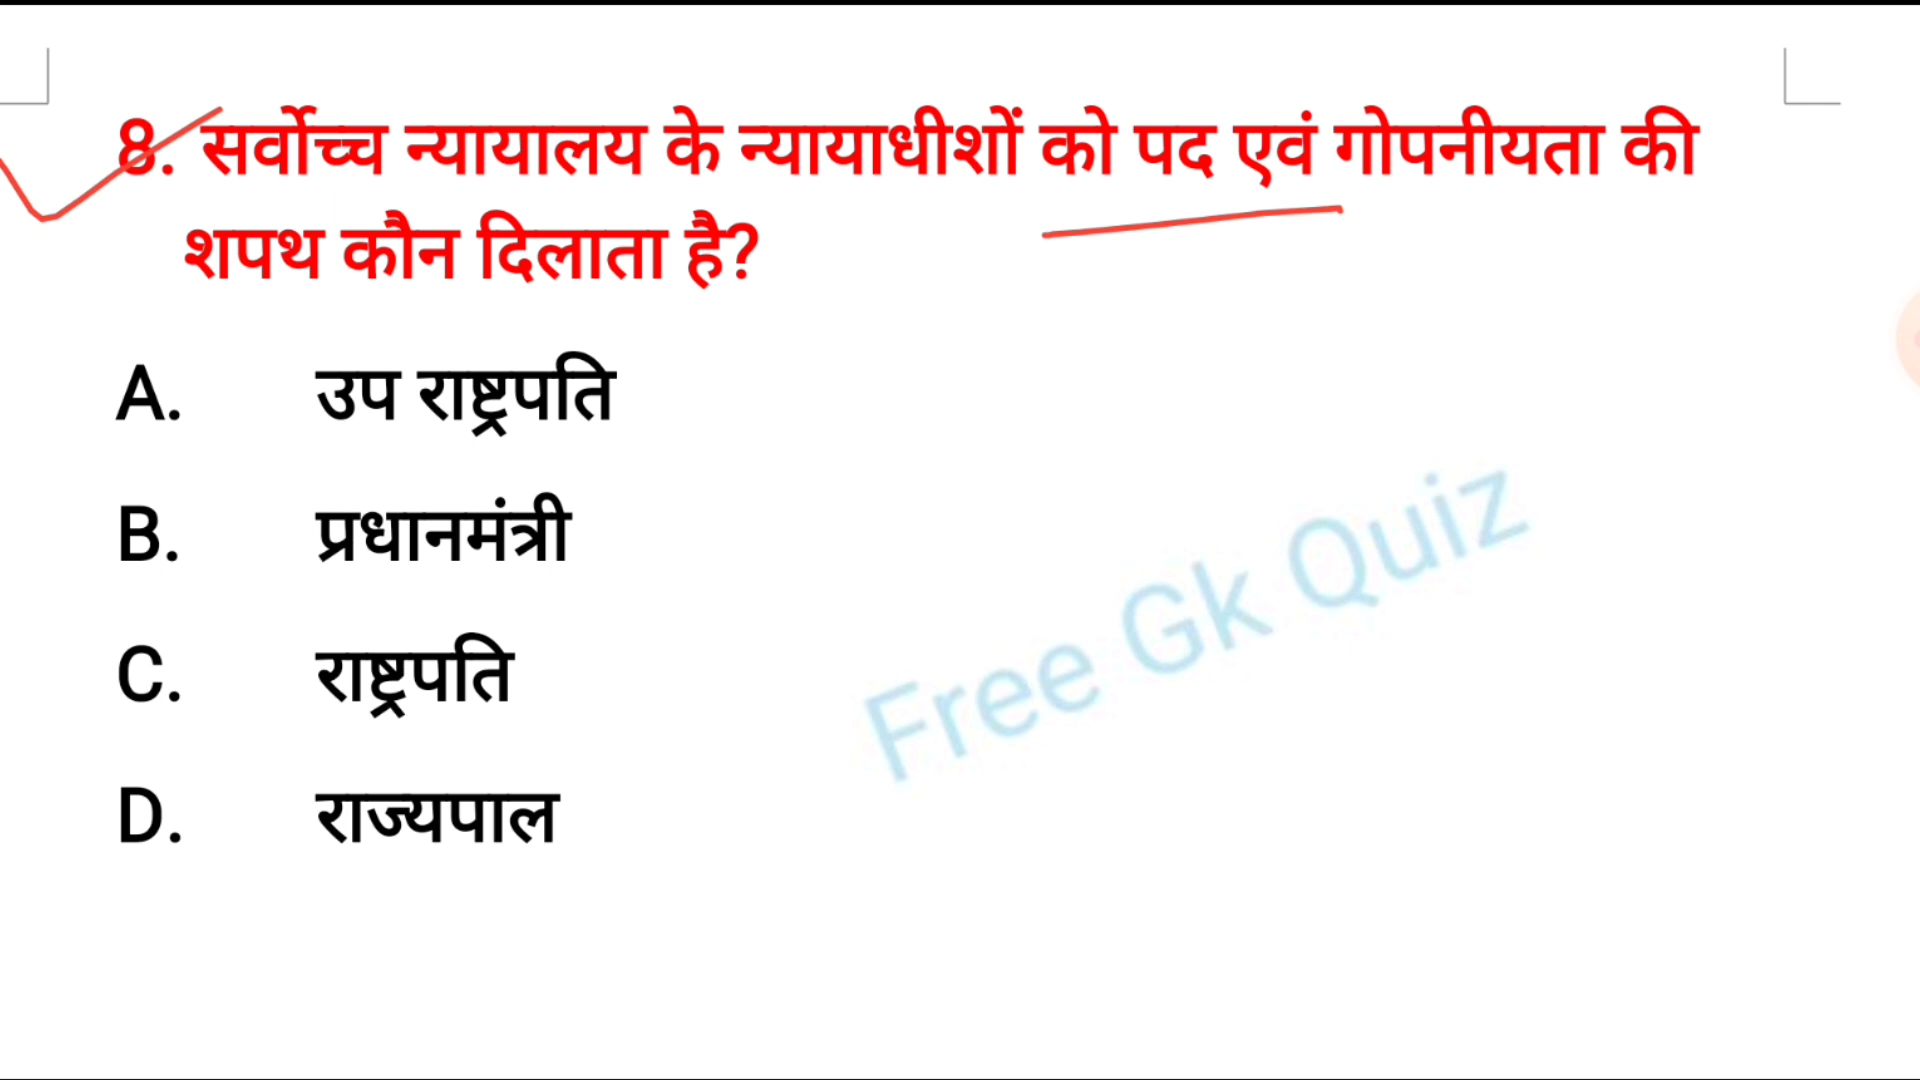 8. सर्वोच्च न्यायालय के न्यायाधीशों को पद एवं गोपनीयता की
शपथ कौन दिलाता है?
A. उप राष्ट्रपति
B. प्रधानमंत्री
C. राष्ट्रपति
D. राज्यपाल
Free Gk Quiz